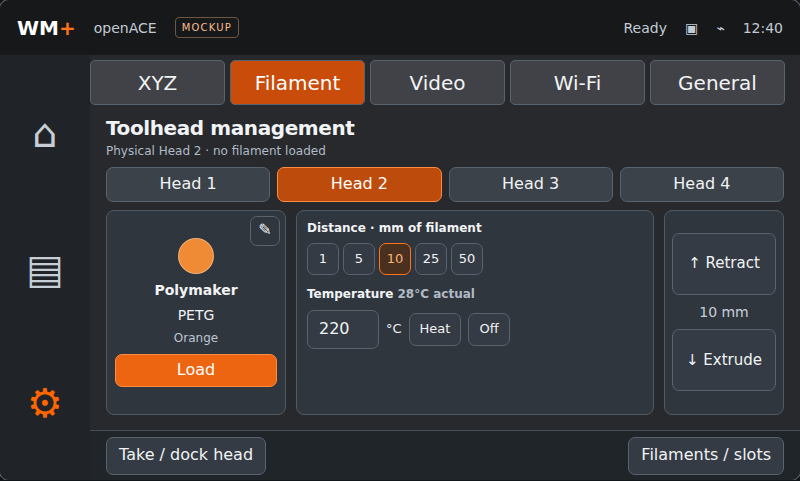 WM+ openACE MOCKUP Ready 12:40
XYZ Filament Video Wi-Fi General
Toolhead management
Physical Head 2 · no filament loaded
Head 1 Head 2 Head 3 Head 4
Polymaker
PETG
Orange
Load
Distance · mm of filament
1 5 10 25 50
Temperature 28°C actual
220 °C Heat Off
↑ Retract
10 mm
↓ Extrude
Take / dock head Filaments / slots